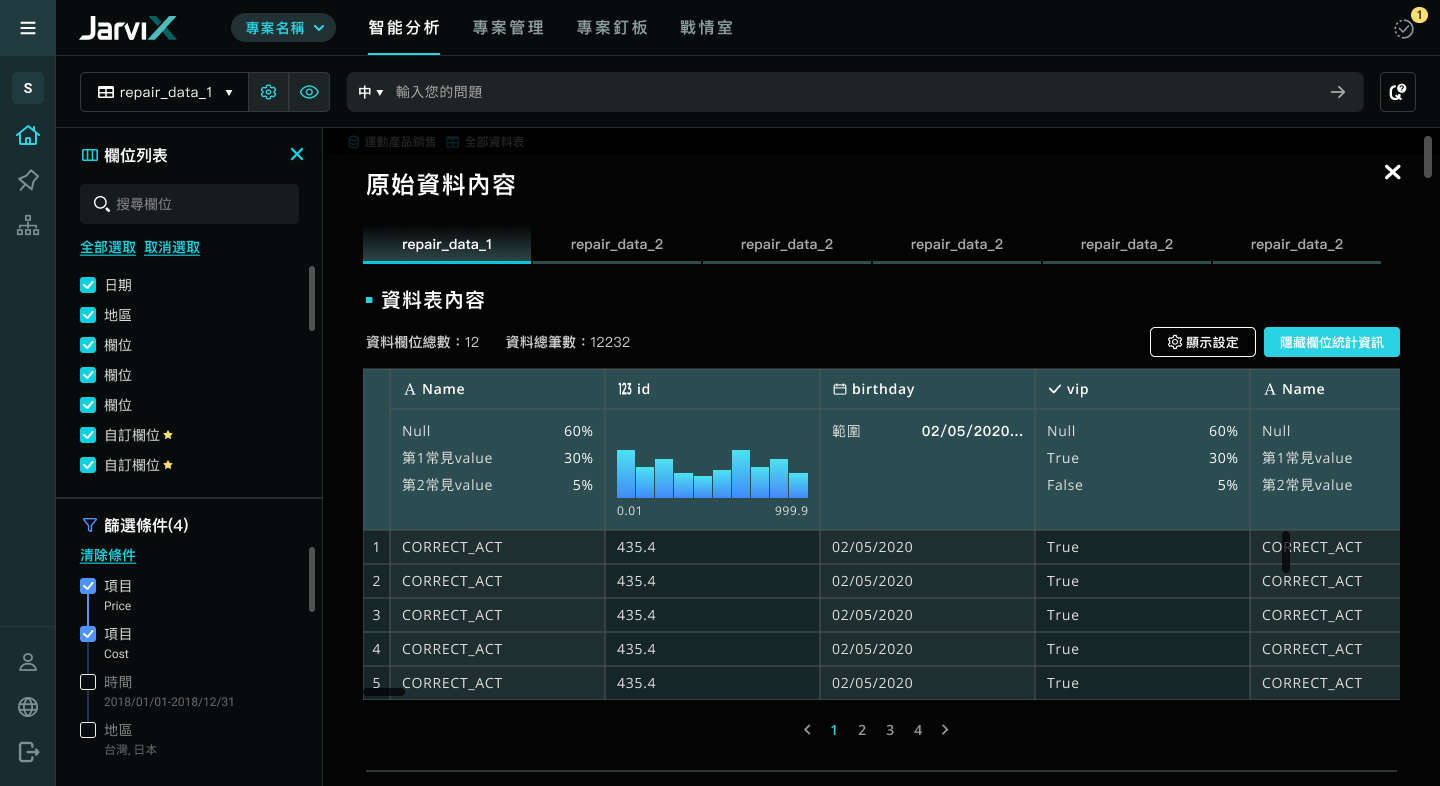 JarviX
專案名稱
智能分析
專案管理
專案釘板
戰情室
1
S
repair_data_1
中
輸入您的問題
欄位列表
搜尋欄位
全部選取 取消選取
日期
地區
欄位
欄位
欄位
自訂欄位
自訂欄位
篩選條件(4)
清除條件
項目
Price
項目
Cost
時間
2018/01/01-2018/12/31
地區
台灣, 日本
運動產品銷售 全部資料表
原始資料內容
repair_data_1 repair_data_2 repair_data_2 repair_data_2 repair_data_2 repair_data_2
資料表內容
資料欄位總數：12 資料總筆數：12232
顯示設定
隱藏欄位統計資訊
A Name 123 id birthday vip A Name
Null 60% 範圍 02/05/2020... Null 60% Null
第1常見value 30% True 30% 第1常見value
第2常見value 5% False 5% 第2常見value
0.01 999.9
1 CORRECT_ACT 435.4 02/05/2020 True CORRECT_ACT
2 CORRECT_ACT 435.4 02/05/2020 True CORRECT_ACT
3 CORRECT_ACT 435.4 02/05/2020 True CORRECT_ACT
4 CORRECT_ACT 435.4 02/05/2020 True CORRECT_ACT
5 CORRECT_ACT 435.4 02/05/2020 True CORRECT_ACT
1 2 3 4